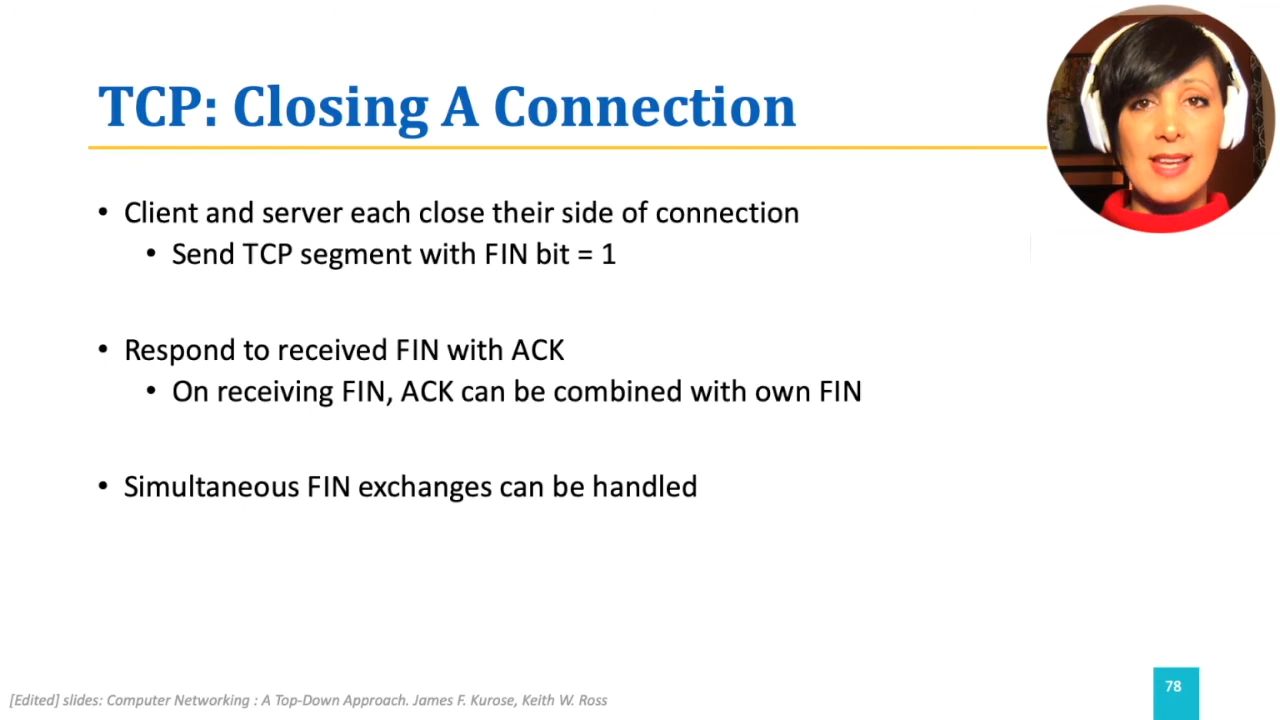 TCP: Closing A Connection
• Client and server each close their side of connection
• Send TCP segment with FIN bit = 1
• Respond to received FIN with ACK
• On receiving FIN, ACK can be combined with own FIN
• Simultaneous FIN exchanges can be handled
[Edited] slides: Computer Networking : A Top-Down Approach. James F. Kurose, Keith W. Ross
78